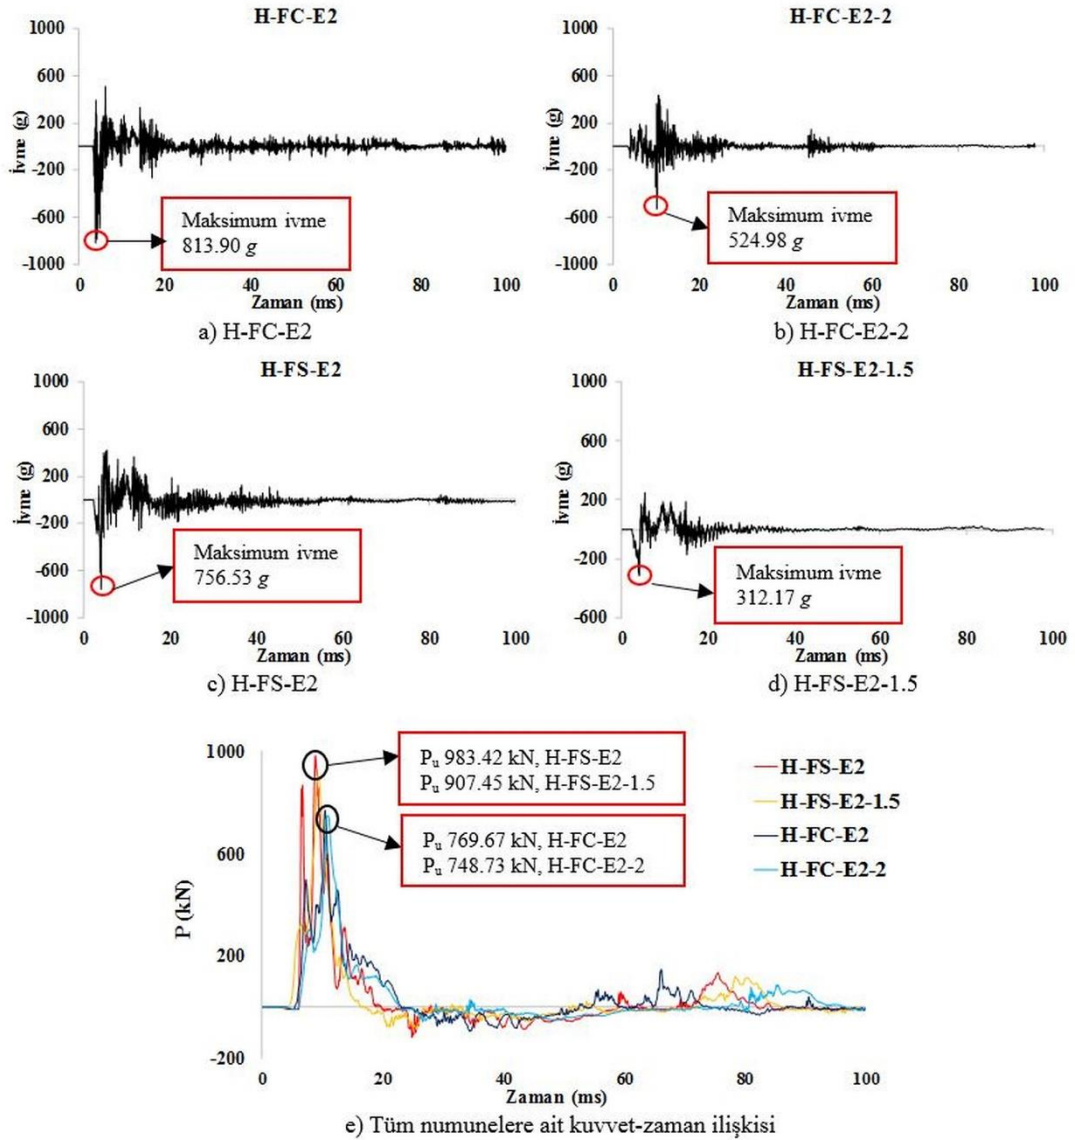 H-FC-E2
1000
600
200
-200
-600
-1000
İvme (g)
Maksimum ivme
813.90 g
0
20
40
60
80
100
Zaman (ms)
a) H-FC-E2
H-FC-E2-2
1000
600
200
-200
-600
-1000
İvme (g)
Maksimum ivme
524.98 g
0
20
40
60
80
100
Zaman (ms)
b) H-FC-E2-2
H-FS-E2
1000
600
200
-200
-600
-1000
İvme (g)
Maksimum ivme
756.53 g
0
20
40
60
80
100
Zaman (ms)
c) H-FS-E2
H-FS-E2-1.5
1000
600
200
-200
-600
İvme (g)
Maksimum ivme
312.17 g
0
20
40
60
80
100
Zaman (ms)
d) H-FS-E2-1.5
1000
600
200
-200
P (kN)
Pu 983.42 kN, H-FS-E2
Pu 907.45 kN, H-FS-E2-1.5
Pu 769.67 kN, H-FC-E2
Pu 748.73 kN, H-FC-E2-2
H-FS-E2
H-FS-E2-1.5
H-FC-E2
H-FC-E2-2
0
20
40
60
80
100
Zaman (ms)
e) Tüm numunelere ait kuvvet-zaman ilişkisi